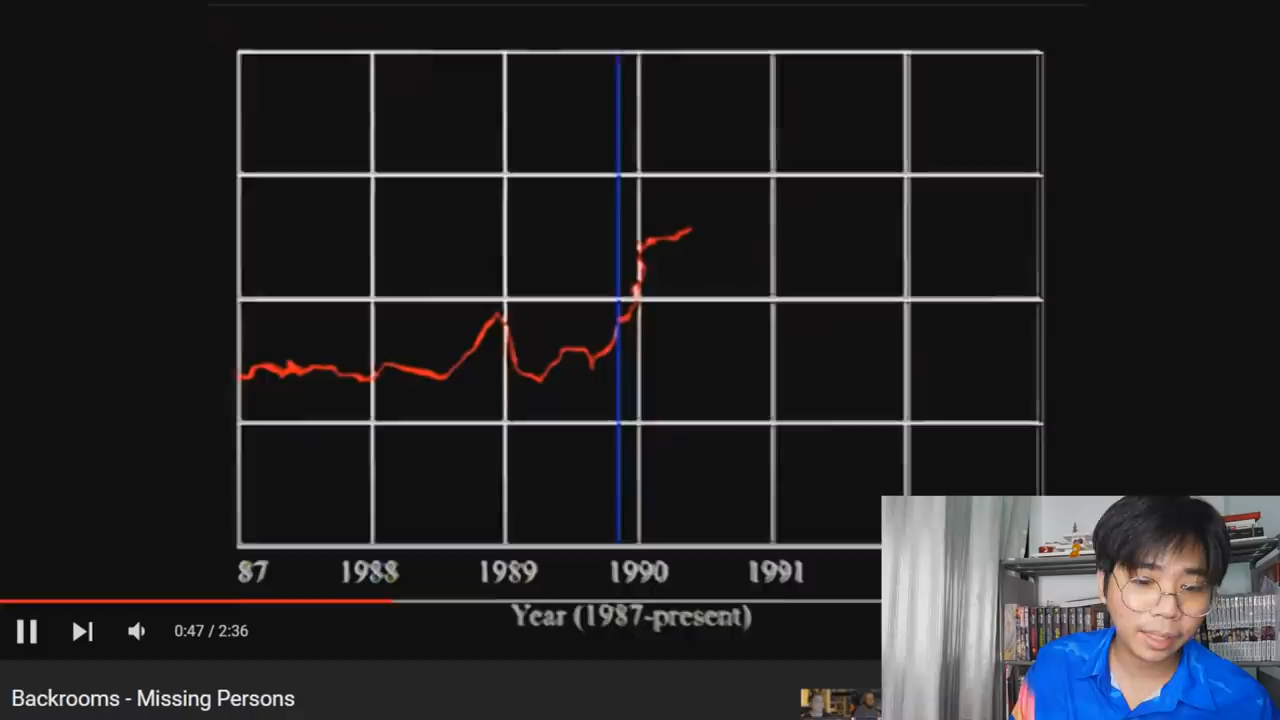 87 1988 1989 1990 1991
Year (1987-present)
0:47 / 2:36
Backrooms - Missing Persons